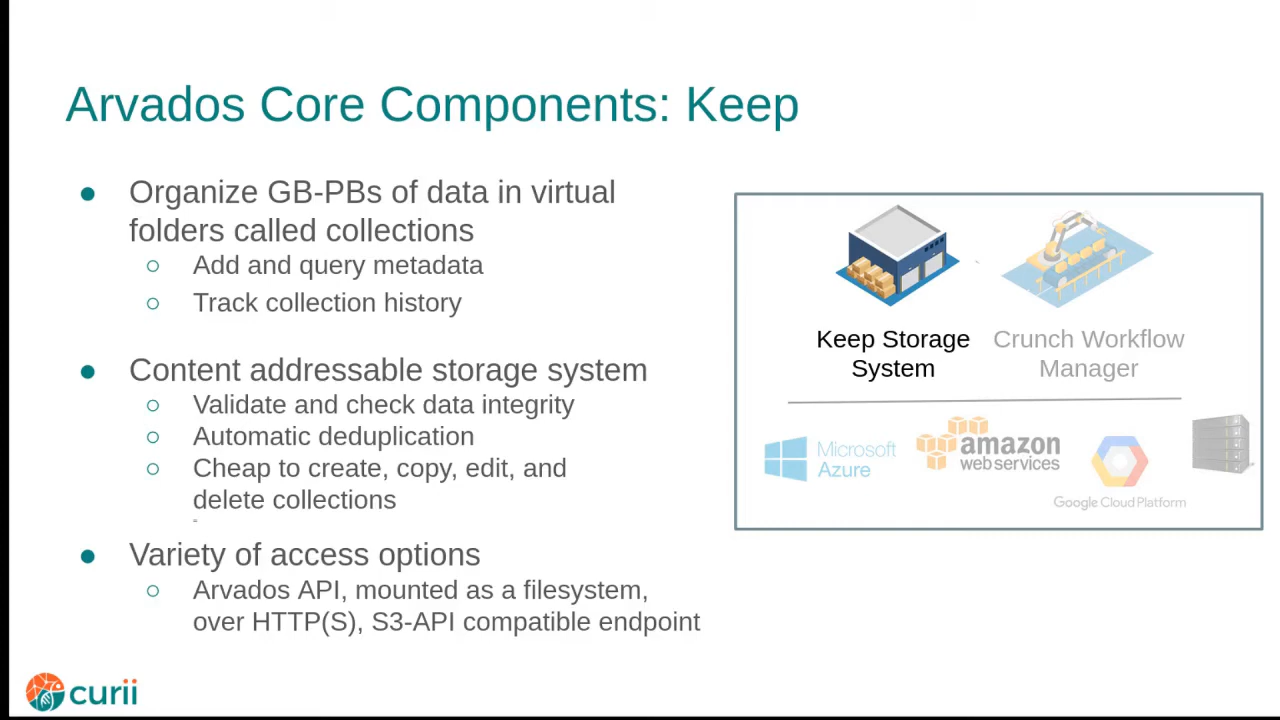 Arvados Core Components: Keep
● Organize GB-PBs of data in virtual
folders called collections
○ Add and query metadata
○ Track collection history
● Content addressable storage system
○ Validate and check data integrity
○ Automatic deduplication
○ Cheap to create, copy, edit, and
delete collections
● Variety of access options
○ Arvados API, mounted as a filesystem,
over HTTP(S), S3-API compatible endpoint
Keep Storage
System
Crunch Workflow
Manager
Microsoft
Azure
amazon
web services
Google Cloud Platform
curii